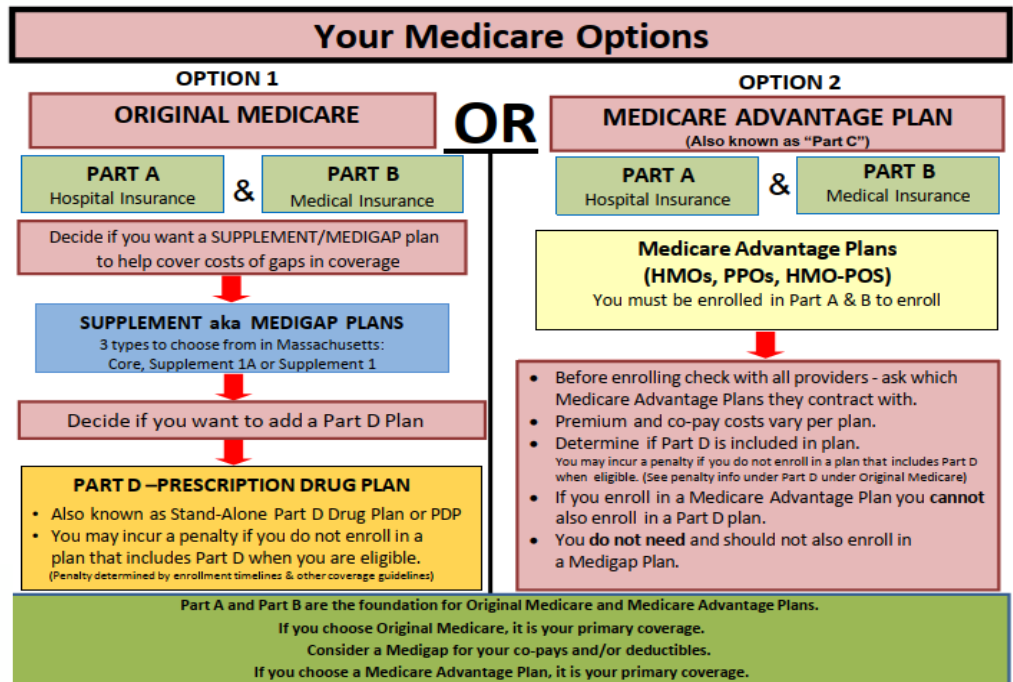 Your Medicare Options
OPTION 1
ORIGINAL MEDICARE
PART A
Hospital Insurance
&
PART B
Medical Insurance
Decide if you want a SUPPLEMENT/MEDIGAP plan
to help cover costs of gaps in coverage
SUPPLEMENT aka MEDIGAP PLANS
3 types to choose from in Massachusetts:
Core, Supplement 1A or Supplement 1
Decide if you want to add a Part D Plan
PART D –PRESCRIPTION DRUG PLAN
• Also known as Stand-Alone Part D Drug Plan or PDP
• You may incur a penalty if you do not enroll in a
plan that includes Part D when you are eligible.
(Penalty determined by enrollment timelines & other coverage guidelines)
OR
OPTION 2
MEDICARE ADVANTAGE PLAN
(Also known as “Part C”)
PART A
Hospital Insurance
&
PART B
Medical Insurance
Medicare Advantage Plans
(HMOs, PPOs, HMO-POS)
You must be enrolled in Part A & B to enroll
• Before enrolling check with all providers - ask which
Medicare Advantage Plans they contract with.
• Premium and co-pay costs vary per plan.
• Determine if Part D is included in plan.
You may incur a penalty if you do not enroll in a plan that includes Part D
when eligible. (See penalty info under Part D under Original Medicare)
• If you enroll in a Medicare Advantage Plan you cannot
also enroll in a Part D plan.
• You do not need and should not also enroll in
a Medigap Plan.
Part A and Part B are the foundation for Original Medicare and Medicare Advantage Plans.
If you choose Original Medicare, it is your primary coverage.
Consider a Medigap for your co-pays and/or deductibles.
If you choose a Medicare Advantage Plan, it is your primary coverage.